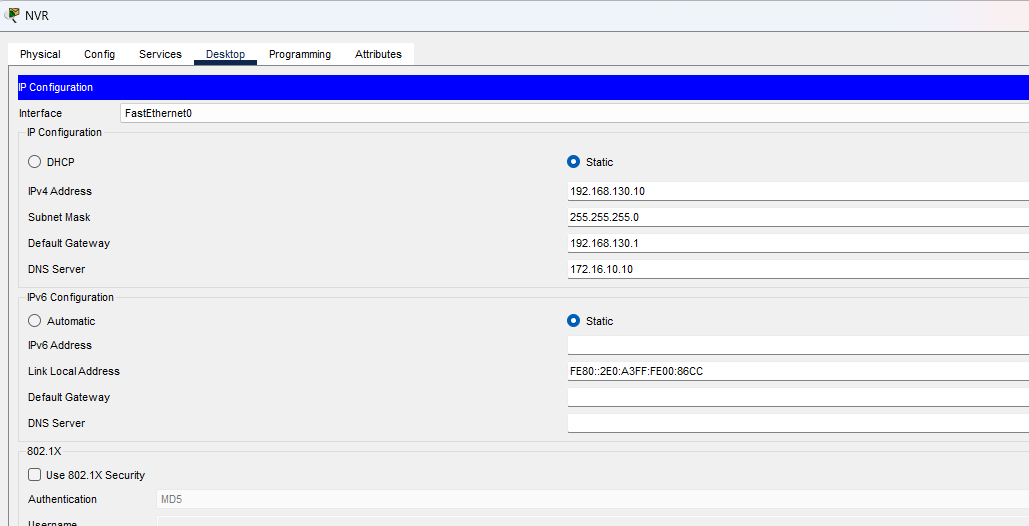 NVR
Physical Config Services Desktop Programming Attributes
IP Configuration
Interface FastEthernet0
IP Configuration
DHCP Static
IPv4 Address 192.168.130.10
Subnet Mask 255.255.255.0
Default Gateway 192.168.130.1
DNS Server 172.16.10.10
IPv6 Configuration
Automatic Static
IPv6 Address
Link Local Address FE80::2E0:A3FF:FE00:86CC
Default Gateway
DNS Server
802.1X
Use 802.1X Security
Authentication MD5
Username